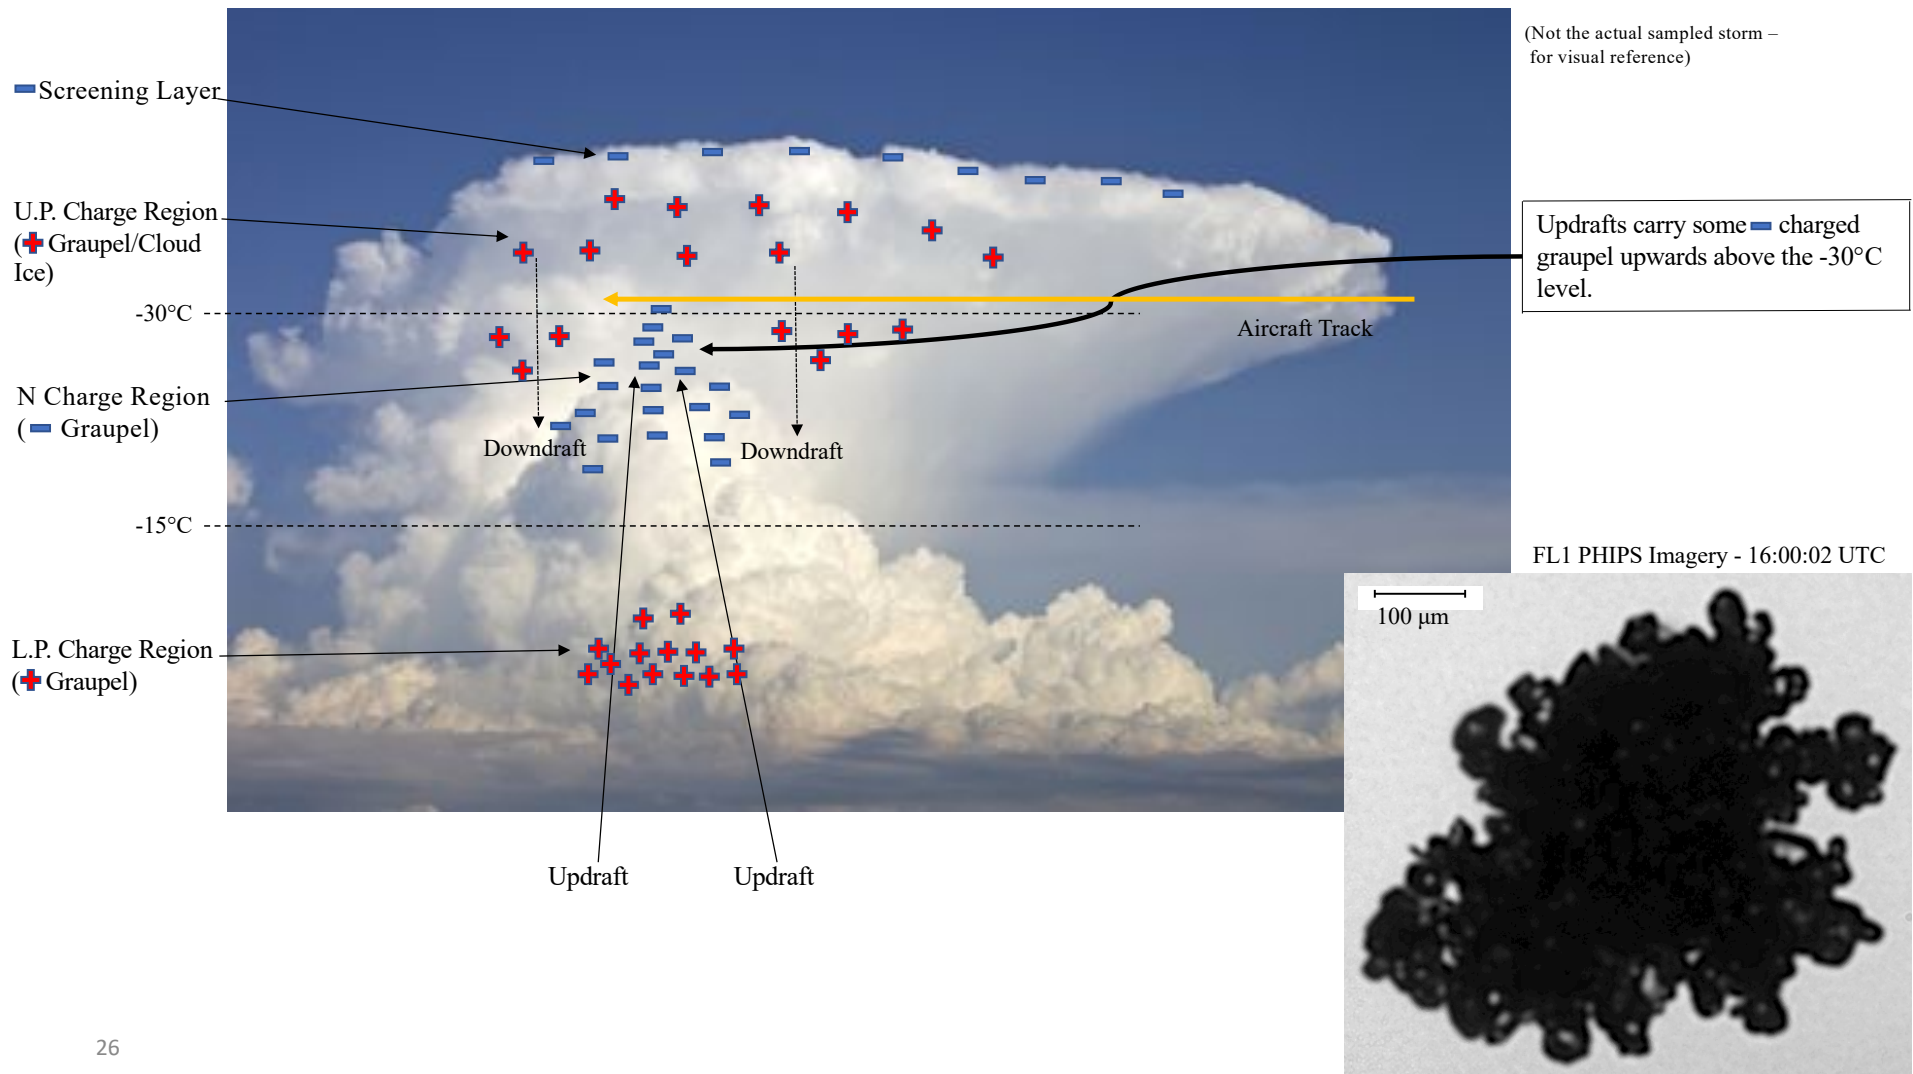 (Not the actual sampled storm –
for visual reference)
Screening Layer
U.P. Charge Region
( Graupel/Cloud
Ice)
Updrafts carry some charged
graupel upwards above the -30°C
level.
-30°C
Aircraft Track
N Charge Region
( Graupel)
Downdraft
Downdraft
-15°C
FL1 PHIPS Imagery - 16:00:02 UTC
100 µm
L.P. Charge Region
( Graupel)
Updraft
Updraft
26